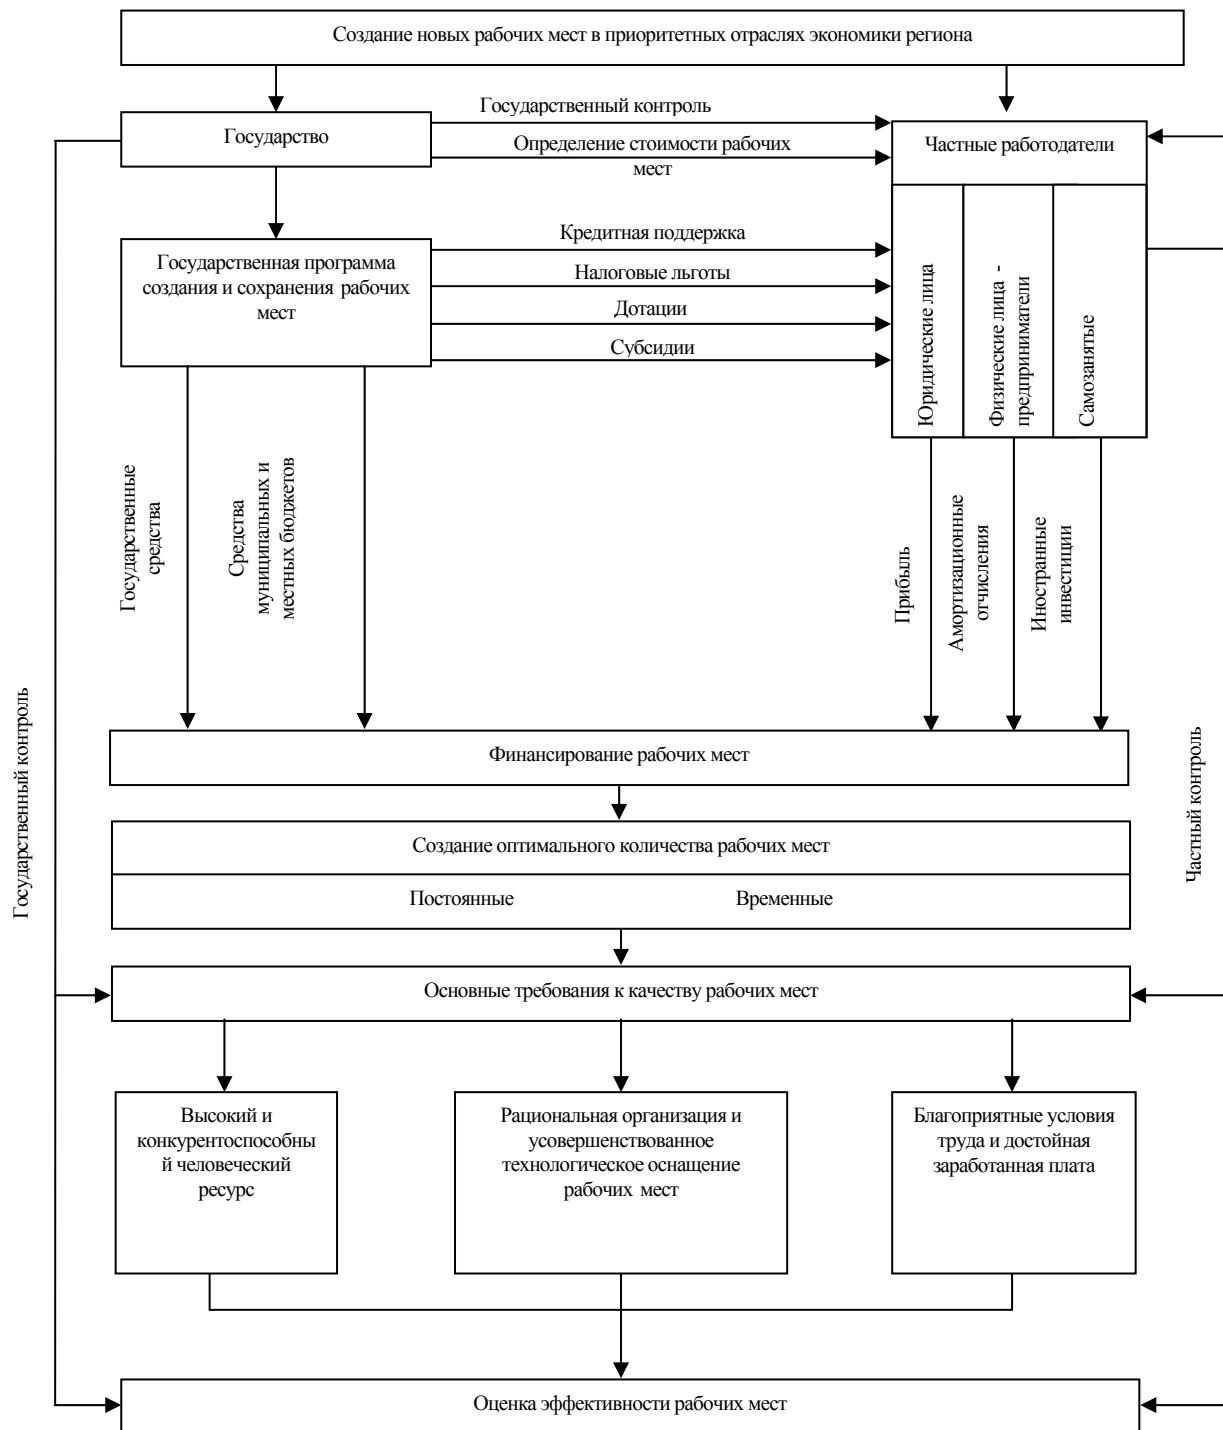 Создание новых рабочих мест в приоритетных отраслях экономики региона
Государственный контроль
Государство
Определение стоимости рабочих
мест
Частные работодатели
Государственная программа
создания и сохранения рабочих
мест
Кредитная поддержка
Налоговые льготы
Дотации
Субсидии
Юридические лица
Физические лица -
предприниматели
Самозанятые
Государственные
средства
Средства
муниципальных и
местных бюджетов
Прибыль
Амортизационные
отчисления
Иностранные
инвестиции
Государственный контроль
Частный контроль
Финансирование рабочих мест
Создание оптимального количества рабочих мест
Постоянные
Временные
Основные требования к качеству рабочих мест
Высокий и
конкурентоспособны
й человеческий
ресурс
Рациональная организация и
усовершенствованное
технологическое оснащение
рабочих мест
Благоприятные условия
труда и достойная
заработанная плата
Оценка эффективности рабочих мест